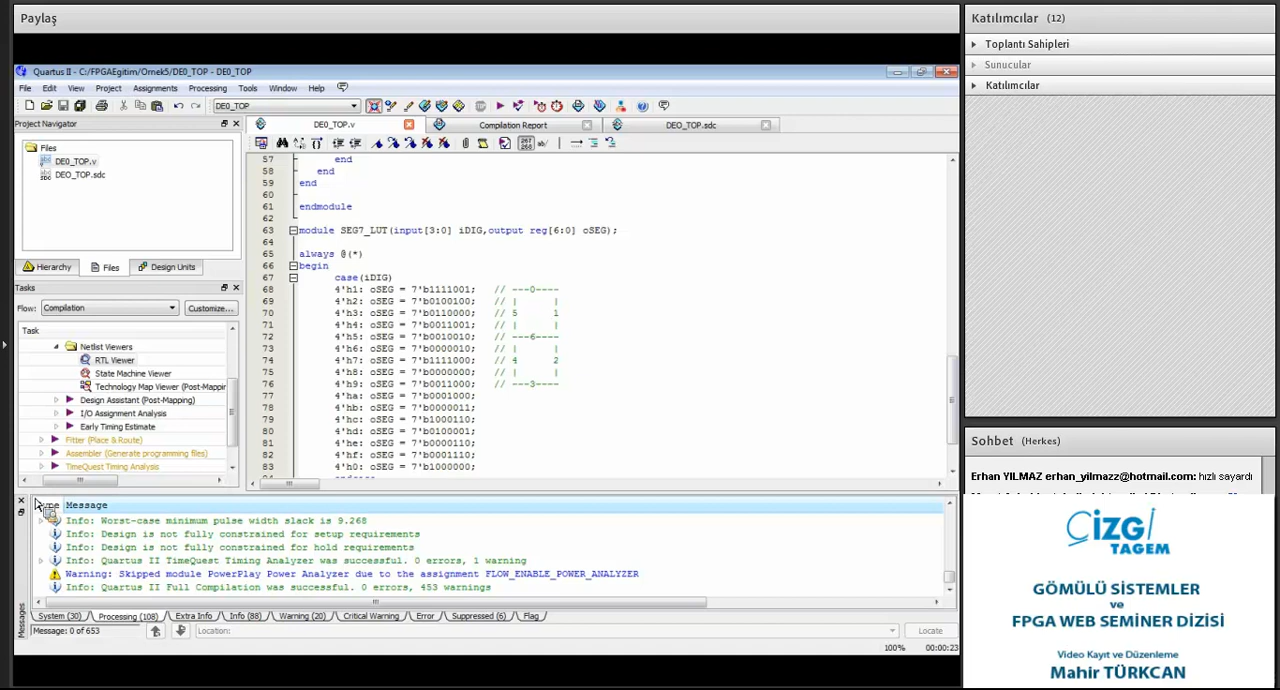 Paylaş
Quartus II - C:/FPGAEgitim/Ornek5/DE0_TOP - DE0_TOP
File Edit View Project Assignments Processing Tools Window Help
DE0_TOP
Project Navigator
Files
DE0_TOP.v
DEO_TOP.sdc
Hierarchy Files Design Units
Tasks
Flow: Compilation Customize...
Task
Netlist Viewers
RTL Viewer
State Machine Viewer
Technology Map Viewer (Post-Mappir
Design Assistant (Post-Mapping)
I/O Assignment Analysis
Early Timing Estimate
Fitter (Place & Route)
Assembler (Generate programming files)
TimeQuest Timing Analysis
DE0_TOP.v Compilation Report DEO_TOP.sdc
57 end
58 end
59 end
60
61 endmodule
62
63 module SEG7_LUT(input[3:0] iDIG,output reg[6:0] oSEG);
64
65 always @(*)
66 begin
67 case(iDIG)
68 4'h1: oSEG = 7'b1111001; // ---0----
69 4'h2: oSEG = 7'b0100100; // | |
70 4'h3: oSEG = 7'b0110000; // 5 1
71 4'h4: oSEG = 7'b0011001; // | |
72 4'h5: oSEG = 7'b0010010; // ---6----
73 4'h6: oSEG = 7'b0000010; // | |
74 4'h7: oSEG = 7'b1111000; // 4 2
75 4'h8: oSEG = 7'b0000000; // | |
76 4'h9: oSEG = 7'b0011000; // ---3----
77 4'ha: oSEG = 7'b0001000;
78 4'hb: oSEG = 7'b0000011;
79 4'hc: oSEG = 7'b1000110;
80 4'hd: oSEG = 7'b0100001;
81 4'he: oSEG = 7'b0000110;
82 4'hf: oSEG = 7'b0001110;
83 4'h0: oSEG = 7'b1000000;
Message
Info: Worst-case minimum pulse width slack is 9.268
Info: Design is not fully constrained for setup requirements
Info: Design is not fully constrained for hold requirements
Info: Quartus II TimeQuest Timing Analyzer was successful. 0 errors, 1 warning
Warning: Skipped module PowerPlay Power Analyzer due to the assignment FLOW_ENABLE_POWER_ANALYZER
Info: Quartus II Full Compilation was successful. 0 errors, 453 warnings
System (30) Processing (108) Extra Info Info (88) Warning (20) Critical Warning Error Suppressed (6) Flag
Messages
Message: 0 of 653 Location: Locate
100% 00:00:23
Katılımcılar (12)
Toplantı Sahipleri
Sunucular
Katılımcılar
Sohbet (Herkes)
Erhan YILMAZ erhan_yilmazz@hotmail.com: hızlı sayardı
ÇİZGİ
TAGEM
GÖMÜLÜ SİSTEMLER
ve
FPGA WEB SEMİNER DİZİSİ
Video Kayıt ve Düzenleme
Mahir TÜRKCAN